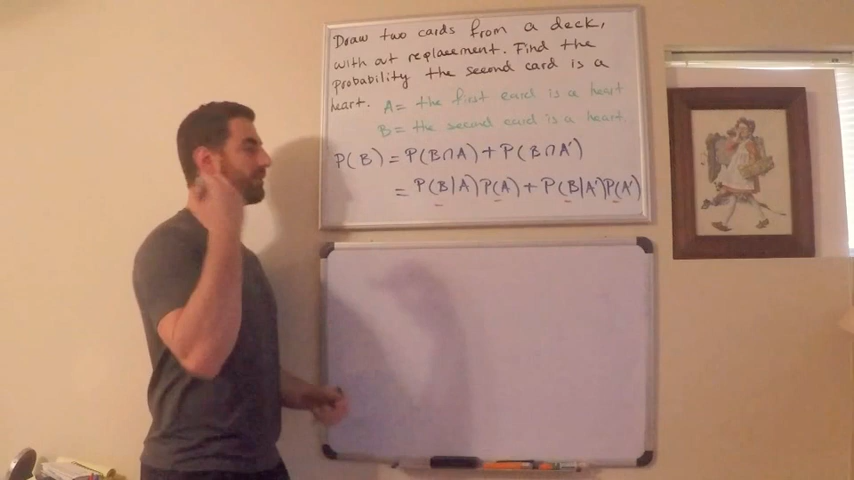 Draw two cards from a deck,
with out replacement. Find the
probability the second card is a
heart. A = the first card is a heart
B = the second card is a heart.
P(B) = P(B∩A) + P(B∩A')
= P(B|A)P(A) + P(B|A')P(A')